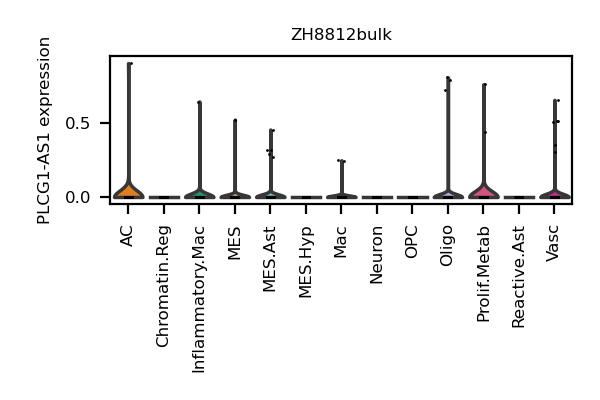 ZH8812bulk
PLCG1-AS1 expression
0.5
0.0
AC
Chromatin.Reg
Inflammatory.Mac
MES
MES.Ast
MES.Hyp
Mac
Neuron
OPC
Oligo
Prolif.Metab
Reactive.Ast
Vasc